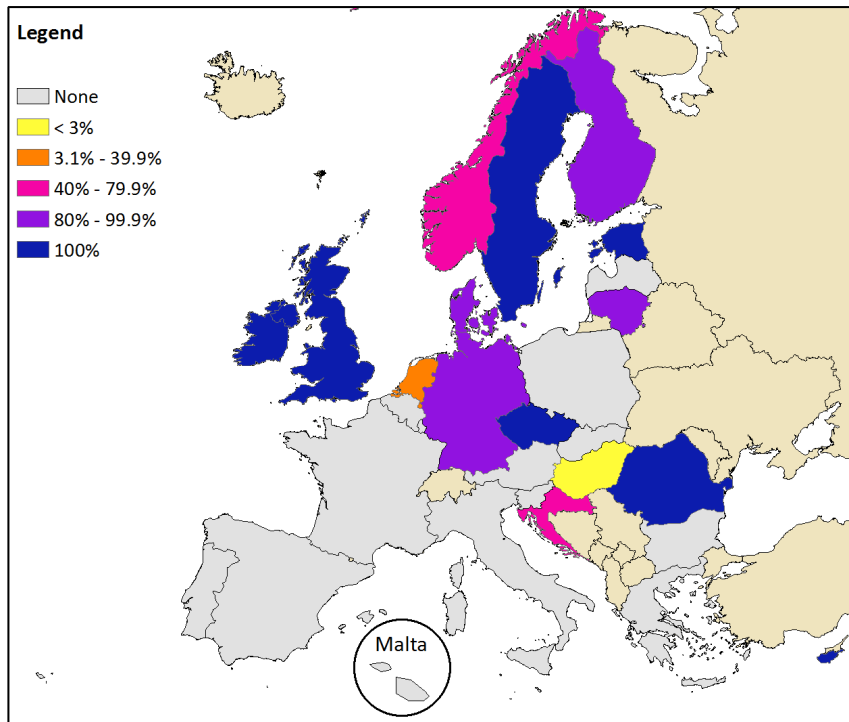 Legend
None
< 3%
3.1% - 39.9%
40% - 79.9%
80% - 99.9%
100%
Malta